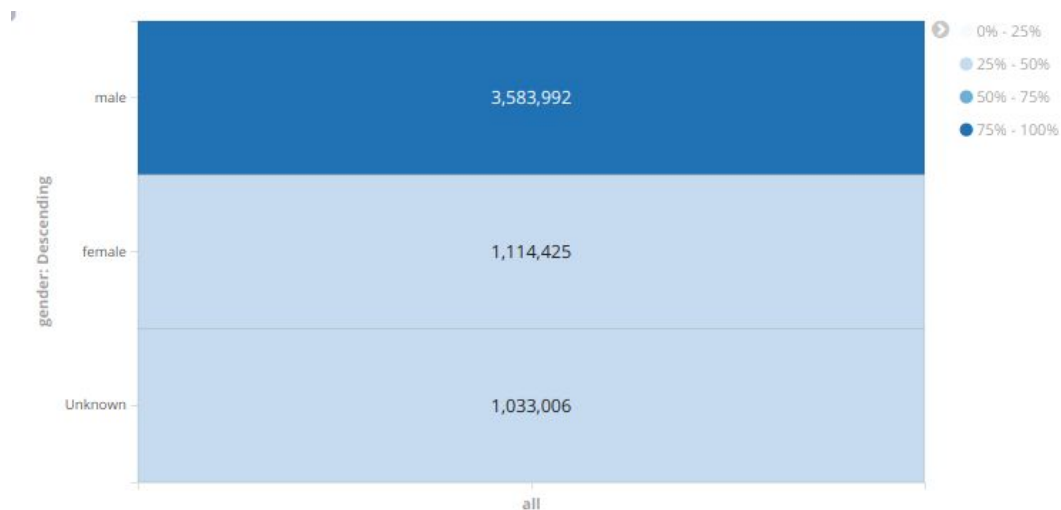 male
3,583,992
female
1,114,425
Unknown
1,033,006
gender: Descending
all
0% - 25%
25% - 50%
50% - 75%
75% - 100%